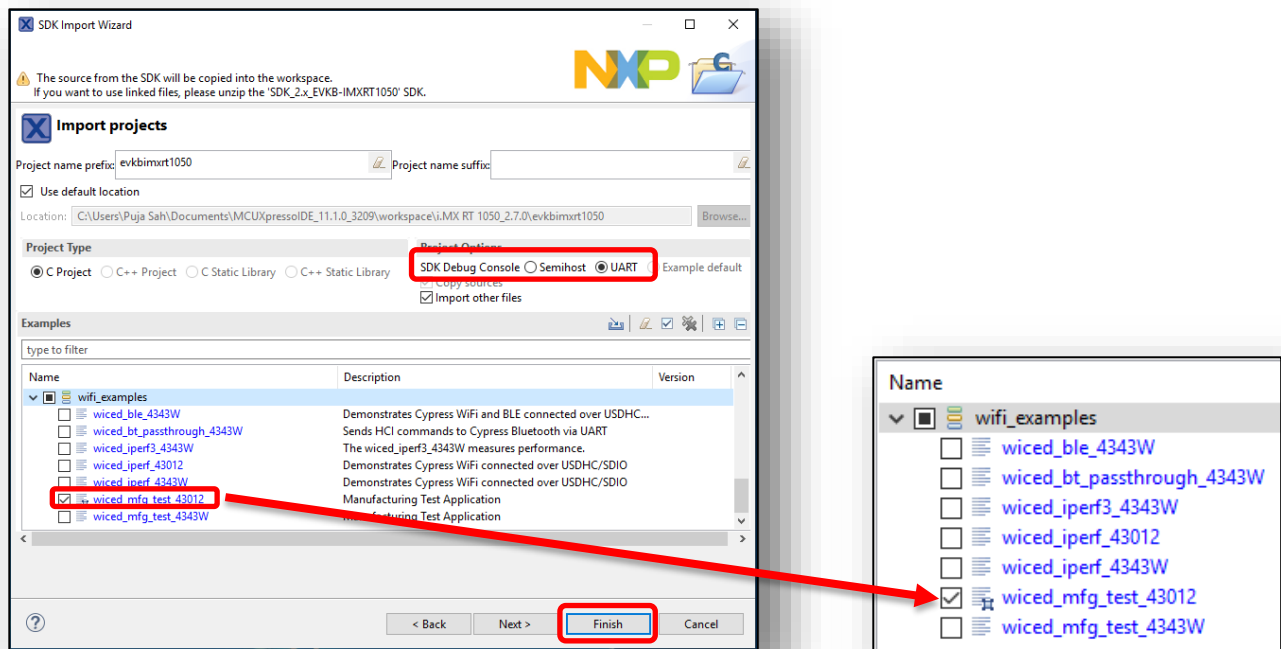 SDK Import Wizard
The source from the SDK will be copied into the workspace.
If you want to use linked files, please unzip the 'SDK_2.x_EVKB-IMXRT1050' SDK.
NXP
C
Import projects
Project name prefix: evkbimxrt1050 Project name suffix:
Use default location
Location: C:\Users\Puja Sah\Documents\MCUXpressoIDE_11.1.0_3209\workspace\i.MX RT 1050_2.7.0\evkbimxrt1050 Browse...
Project Type Project Options
C Project C++ Project C Static Library C++ Static Library SDK Debug Console Semihost UART Example default
Copy sources
Import other files
Examples
type to filter
Name Description Version
wifi_examples
wiced_ble_4343W Demonstrates Cypress WiFi and BLE connected over USDHC...
wiced_bt_passthrough_4343W Sends HCI commands to Cypress Bluetooth via UART
wiced_iperf3_4343W The wiced_iperf3_4343W measures performance.
wiced_iperf_43012 Demonstrates Cypress WiFi connected over USDHC/SDIO
wiced_iperf_4343W Demonstrates Cypress WiFi connected over USDHC/SDIO
wiced_mfg_test_43012 Manufacturing Test Application
wiced_mfg_test_4343W Manufacturing Test Application
< Back Next > Finish Cancel
Name
wifi_examples
wiced_ble_4343W
wiced_bt_passthrough_4343W
wiced_iperf3_4343W
wiced_iperf_43012
wiced_iperf_4343W
wiced_mfg_test_43012
wiced_mfg_test_4343W